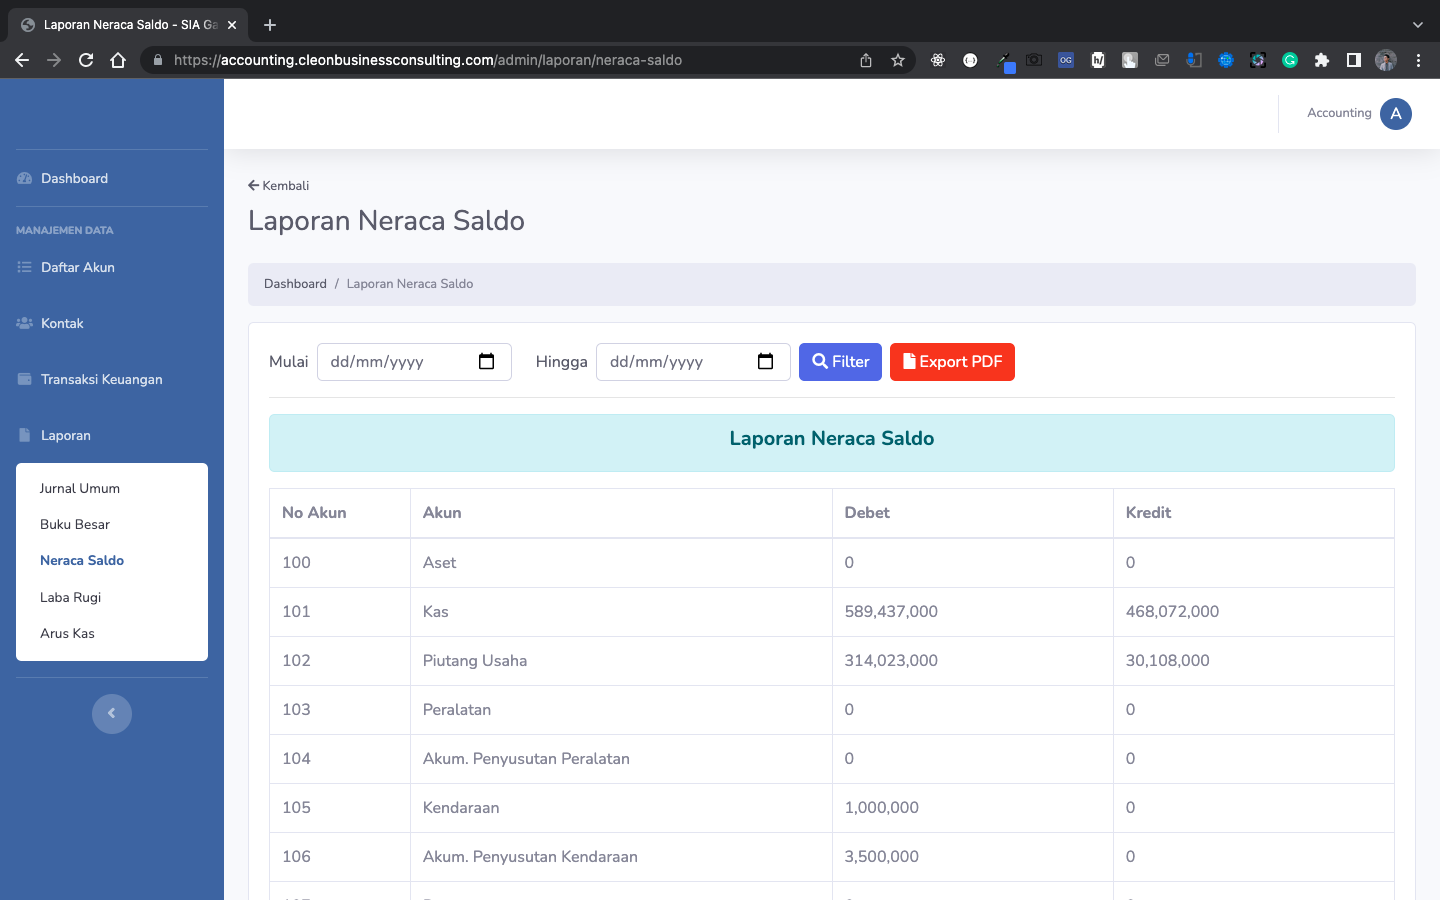 Laporan Neraca Saldo - SIA Ga
https://accounting.cleonbusinessconsulting.com/admin/laporan/neraca-saldo
Accounting A
Dashboard
MANAJEMEN DATA
Daftar Akun
Kontak
Transaksi Keuangan
Laporan
Jurnal Umum
Buku Besar
Neraca Saldo
Laba Rugi
Arus Kas
Kembali
Laporan Neraca Saldo
Dashboard / Laporan Neraca Saldo
Mulai dd/mm/yyyy Hingga dd/mm/yyyy Filter Export PDF
Laporan Neraca Saldo
No Akun Akun Debet Kredit
100 Aset 0 0
101 Kas 589,437,000 468,072,000
102 Piutang Usaha 314,023,000 30,108,000
103 Peralatan 0 0
104 Akum. Penyusutan Peralatan 0 0
105 Kendaraan 1,000,000 0
106 Akum. Penyusutan Kendaraan 3,500,000 0